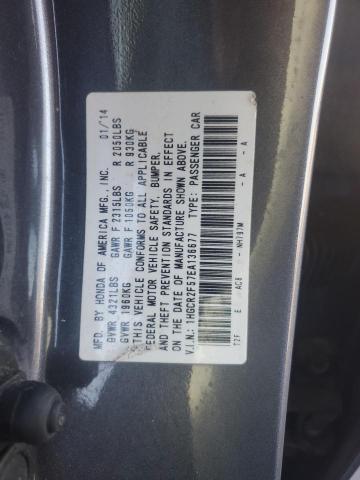 MFD. BY HONDA OF AMERICA MFG., INC. 01/'14
GVWR 4321LBS GAWR F 2315LBS R 2050LBS
GVWR 1960KG GAWR F 1050KG R 930KG
THIS VEHICLE CONFORMS TO ALL APPLICABLE
FEDERAL MOTOR VEHICLE SAFETY, BUMPER,
AND THEFT PREVENTION STANDARDS IN EFFECT
ON THE DATE OF MANUFACTURE SHOWN ABOVE.
V.I.N.: 1HGCR2F57EA136677 TYPE: PASSENGER CAR
T2F E AC8 - NH797M - A - A